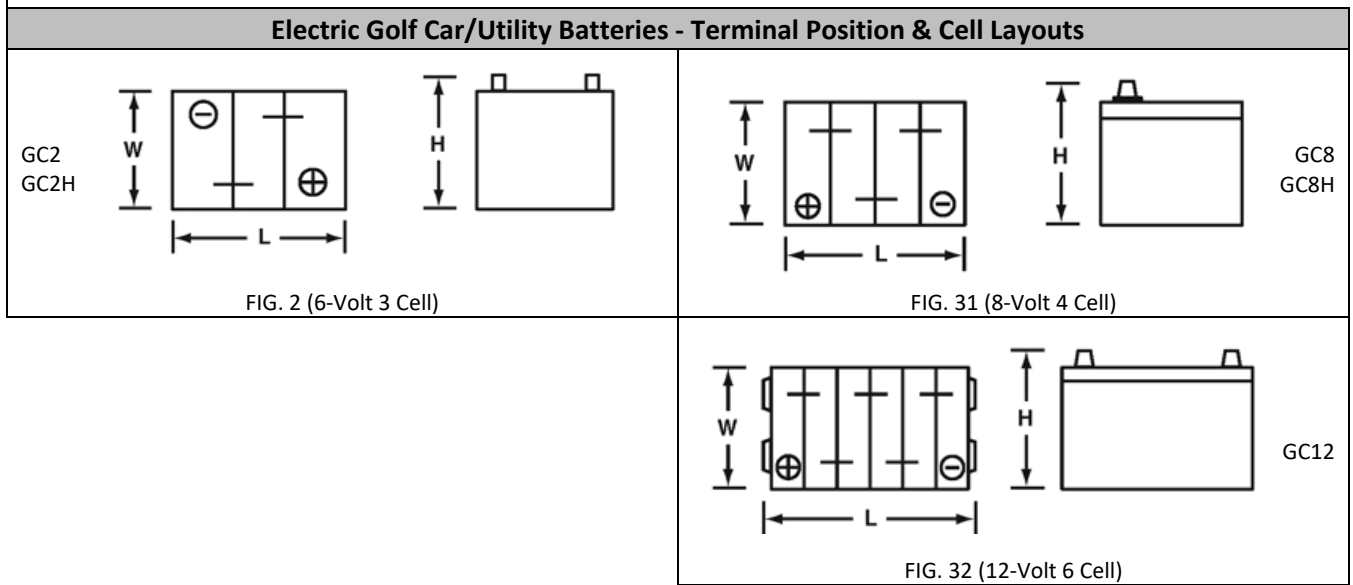 Electric Golf Car/Utility Batteries - Terminal Position & Cell Layouts
GC2
GC2H
W
H
L
FIG. 2 (6-Volt 3 Cell)
W
H
L
GC8
GC8H
FIG. 31 (8-Volt 4 Cell)
W
H
L
GC12
FIG. 32 (12-Volt 6 Cell)